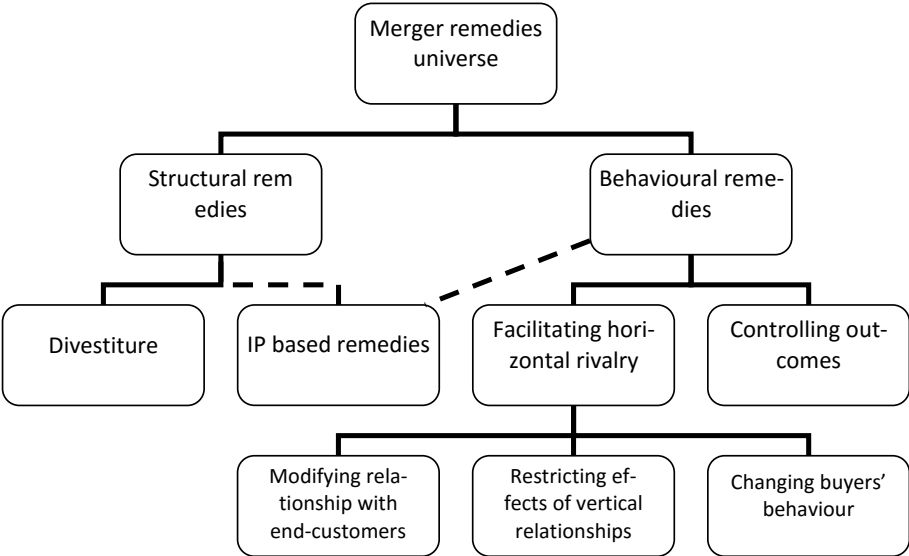 Merger remedies
universe
Structural rem
edies
Behavioural reme-
dies
Divestiture
IP based remedies
Facilitating hori-
zontal rivalry
Controlling out-
comes
Modifying rela-
tionship with
end-customers
Restricting ef-
fects of vertical
relationships
Changing buyers’
behaviour